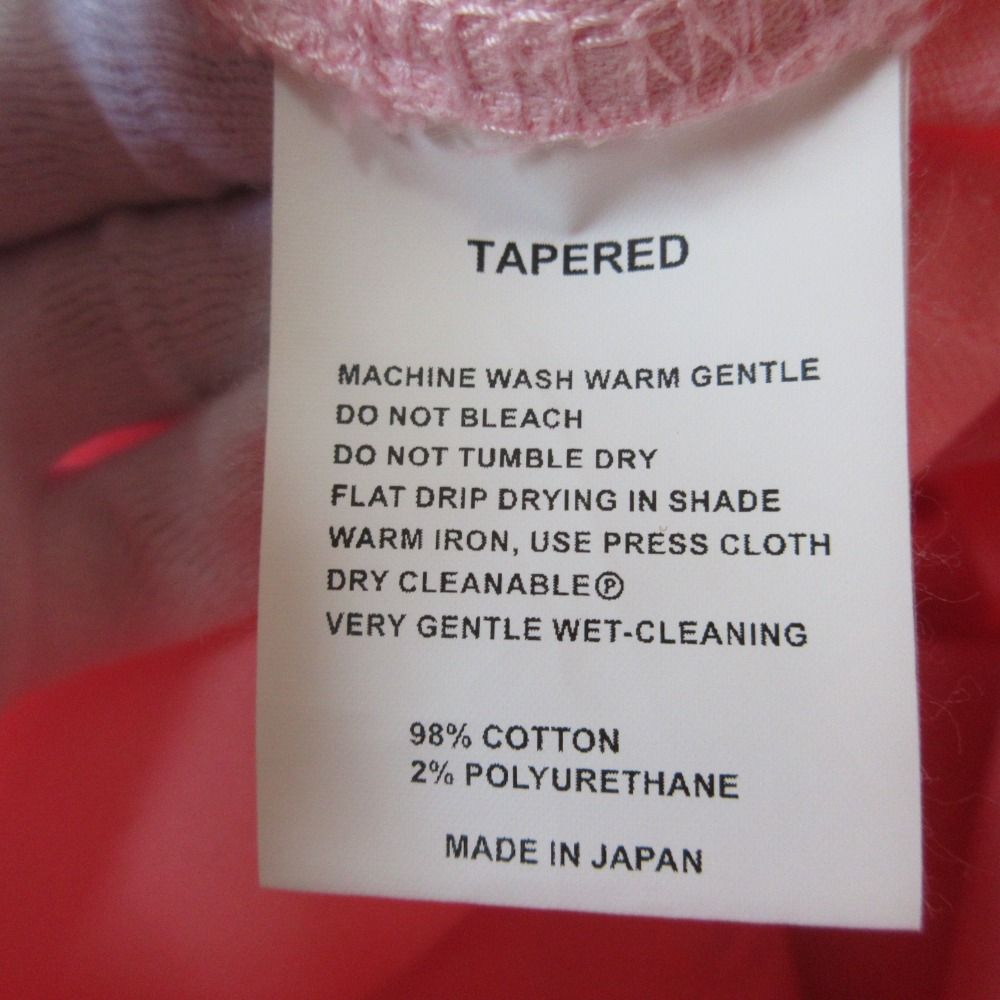 TAPERED
MACHINE WASH WARM GENTLE
DO NOT BLEACH
DO NOT TUMBLE DRY
FLAT DRIP DRYING IN SHADE
WARM IRON, USE PRESS CLOTH
DRY CLEANABLEⓅ
VERY GENTLE WET-CLEANING
98% COTTON
2% POLYURETHANE
MADE IN JAPAN